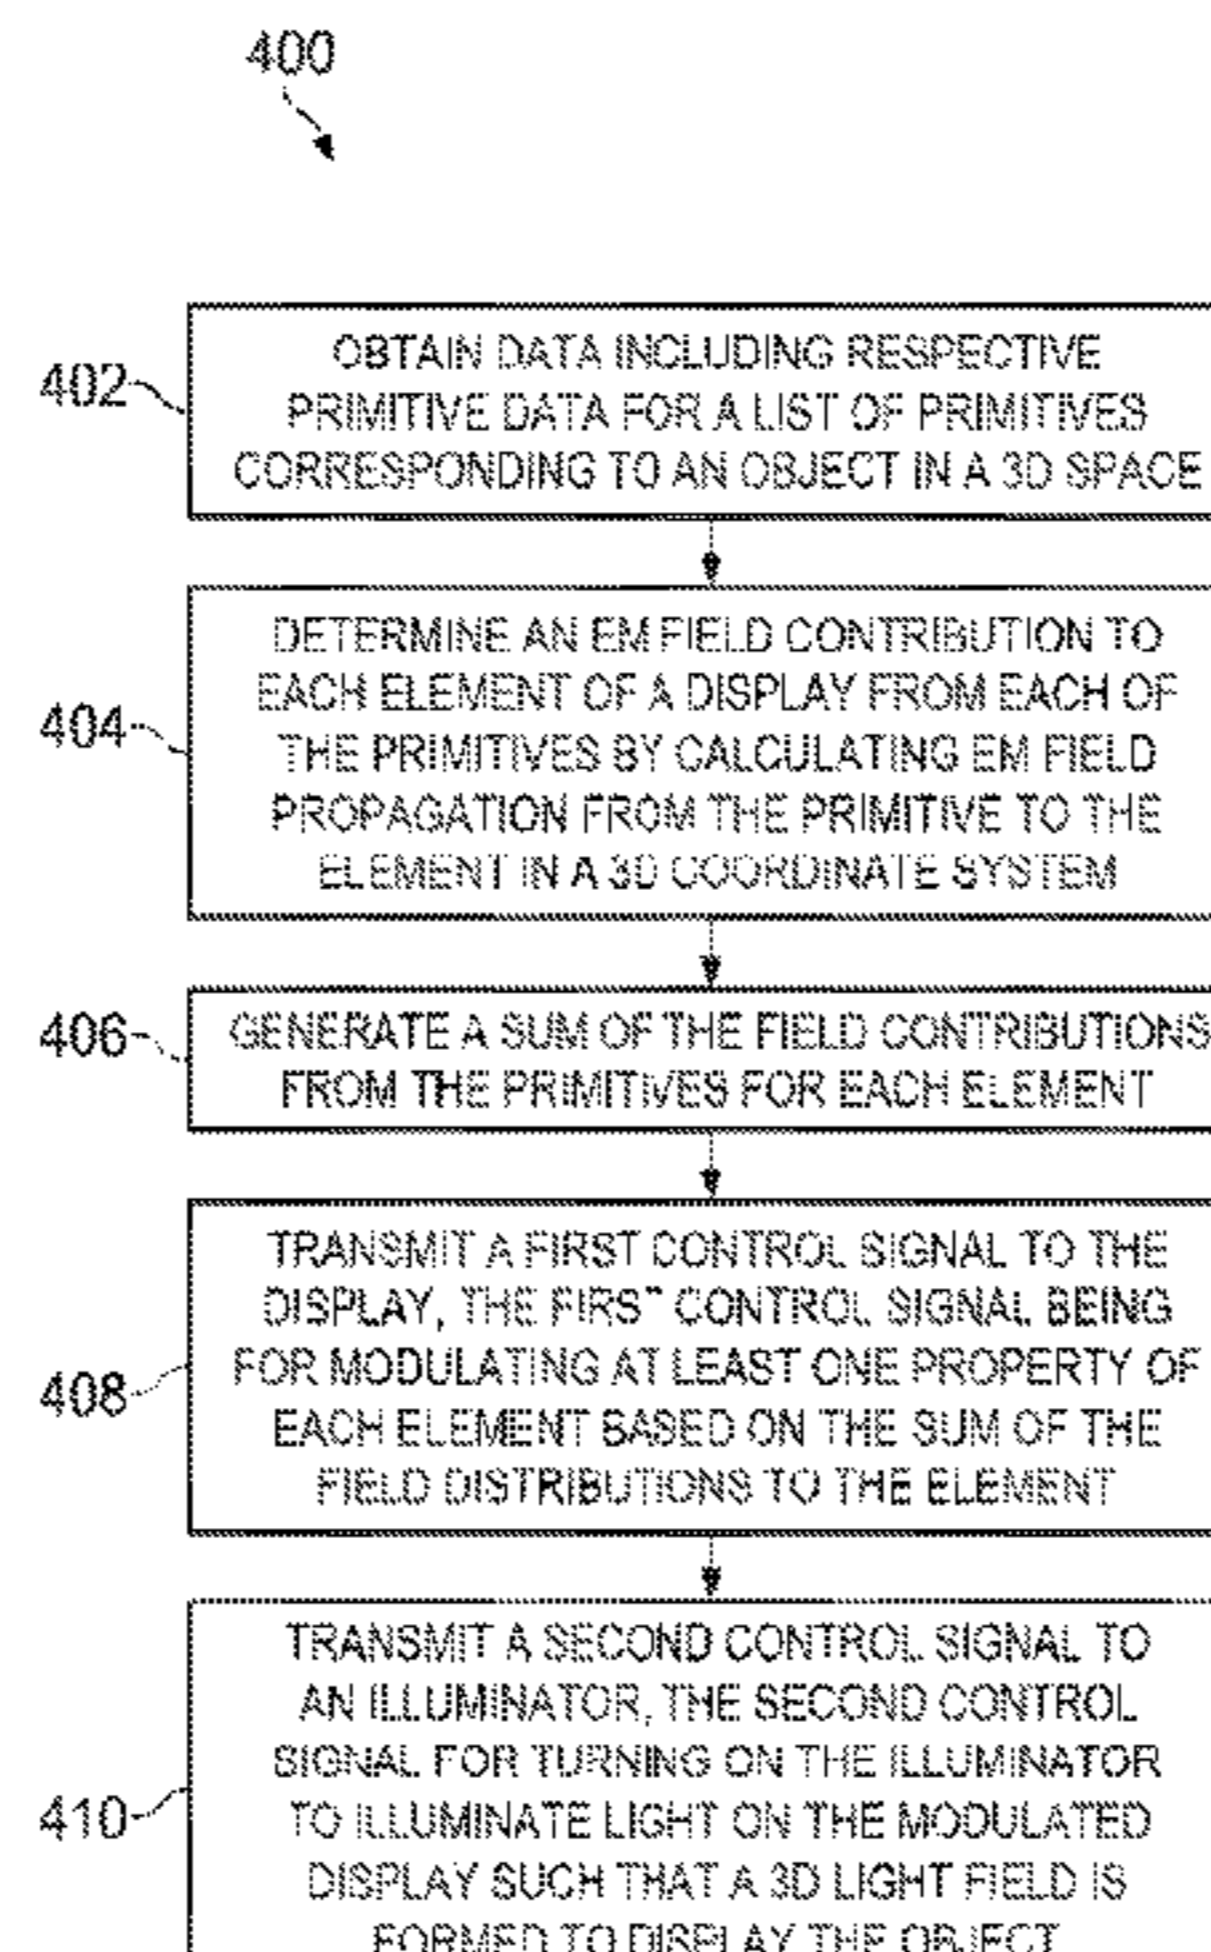 400
402
OBTAIN DATA INCLUDING RESPECTIVE
PRIMITIVE DATA FOR A LIST OF PRIMITIVES
CORRESPONDING TO AN OBJECT IN A 3D SPACE
404
DETERMINE AN EM FIELD CONTRIBUTION TO
EACH ELEMENT OF A DISPLAY FROM EACH OF
THE PRIMITIVES BY CALCULATING EM FIELD
PROPAGATION FROM THE PRIMITIVE TO THE
ELEMENT IN A 3D COORDINATE SYSTEM
406
GENERATE A SUM OF THE FIELD CONTRIBUTIONS
FROM THE PRIMITIVES FOR EACH ELEMENT
408
TRANSMIT A FIRST CONTROL SIGNAL TO THE
DISPLAY, THE FIRST CONTROL SIGNAL BEING
FOR MODULATING AT LEAST ONE PROPERTY OF
EACH ELEMENT BASED ON THE SUM OF THE
FIELD DISTRIBUTIONS TO THE ELEMENT
410
TRANSMIT A SECOND CONTROL SIGNAL TO
AN ILLUMINATOR, THE SECOND CONTROL
SIGNAL FOR TURNING ON THE ILLUMINATOR
TO ILLUMINATE LIGHT ON THE MODULATED
DISPLAY SUCH THAT A 3D LIGHT FIELD IS
FORMED TO DISPLAY THE OBJECT